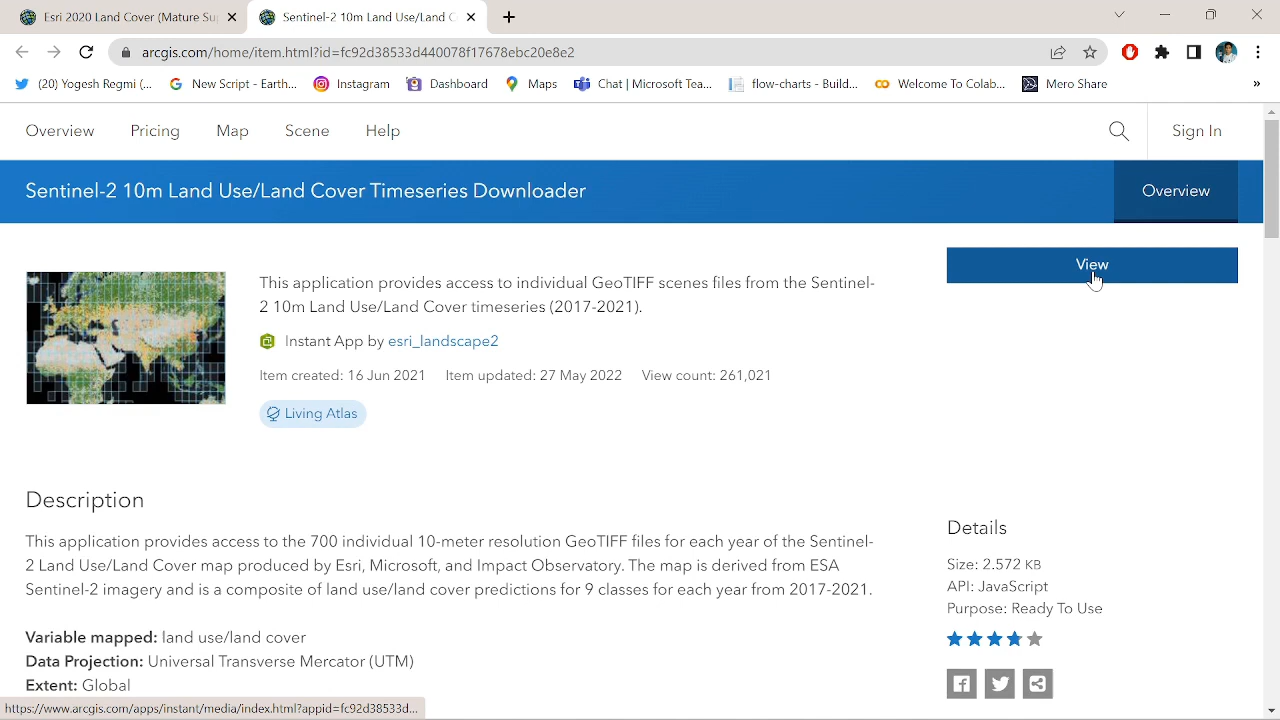 Esri 2020 Land Cover (Mature Su
Sentinel-2 10m Land Use/Land C
arcgis.com/home/item.html?id=fc92d38533d440078f17678ebc20e8e2
(20) Yogesh Regmi (...
New Script - Earth...
Instagram
Dashboard
Maps
Chat | Microsoft Tea...
flow-charts - Build...
Welcome To Colab...
Mero Share
»
Overview
Pricing
Map
Scene
Help
Sign In
Sentinel-2 10m Land Use/Land Cover Timeseries Downloader
Overview
View
This application provides access to individual GeoTIFF scenes files from the Sentinel-
2 10m Land Use/Land Cover timeseries (2017-2021).
Instant App by esri_landscape2
Item created: 16 Jun 2021 Item updated: 27 May 2022 View count: 261,021
Living Atlas
Description
This application provides access to the 700 individual 10-meter resolution GeoTIFF files for each year of the Sentinel-
2 Land Use/Land Cover map produced by Esri, Microsoft, and Impact Observatory. The map is derived from ESA
Sentinel-2 imagery and is a composite of land use/land cover predictions for 9 classes for each year from 2017-2021.
Variable mapped: land use/land cover
Data Projection: Universal Transverse Mercator (UTM)
Extent: Global
Details
Size: 2.572 KB
API: JavaScript
Purpose: Ready To Use
https://www.arcgis.com/apps/instant/media/index.html?appid=fc92d38533d...